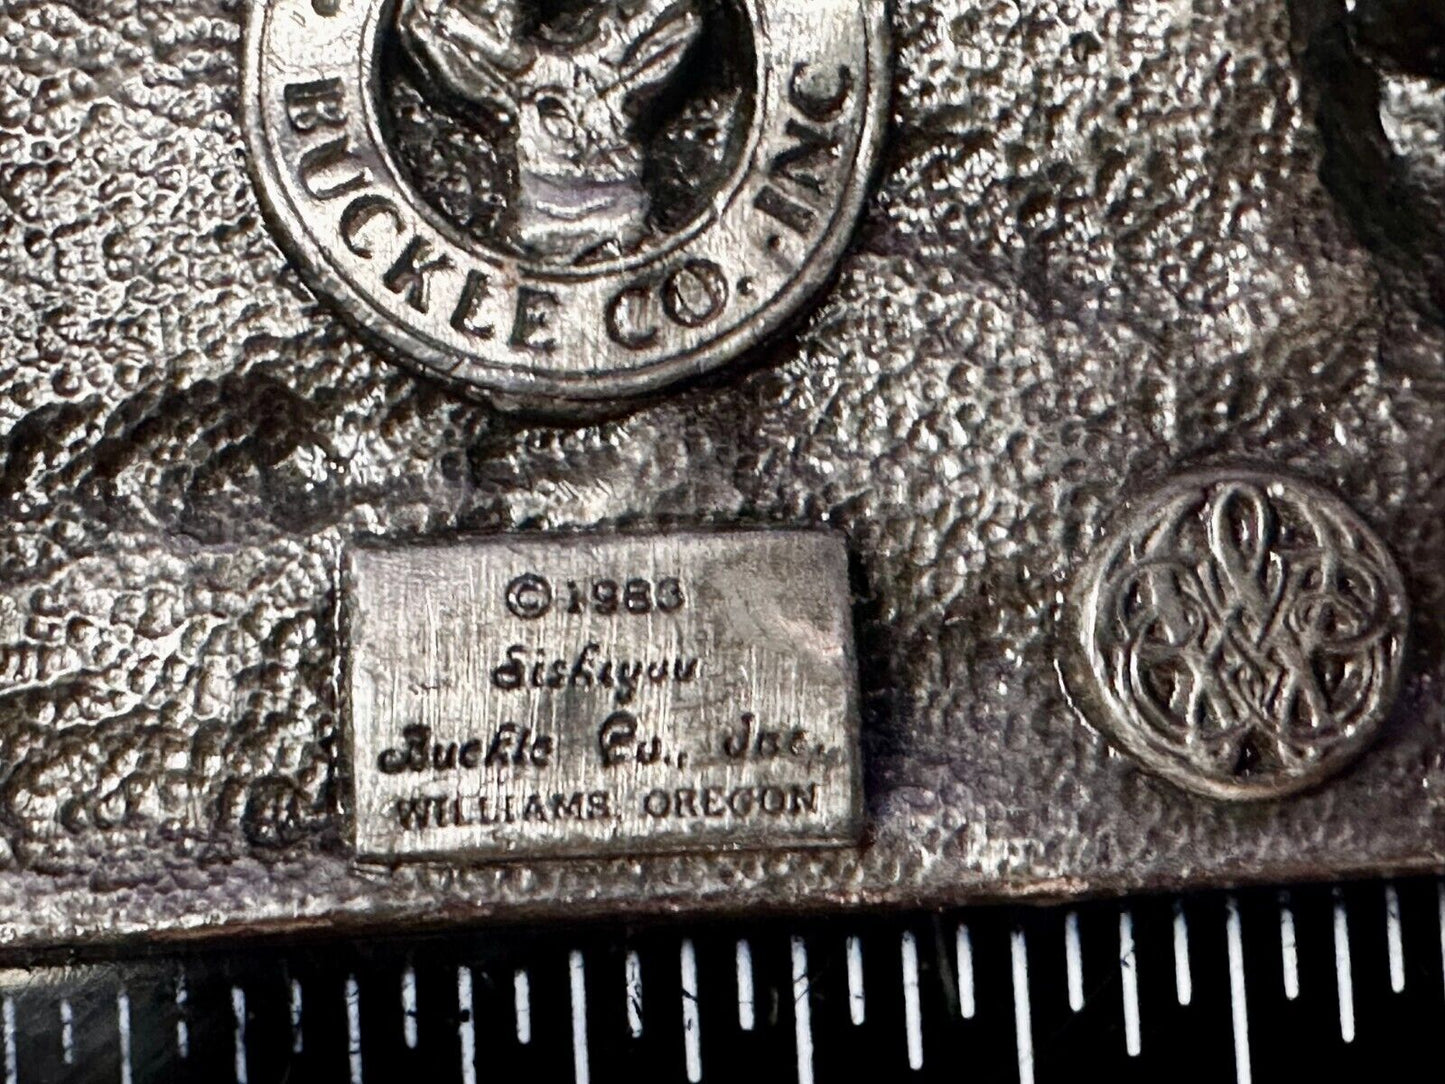 BUCKLE CO. · INC
© 1983
Siskiyou
Buckle Co., Inc.
WILLIAMS, OREGON